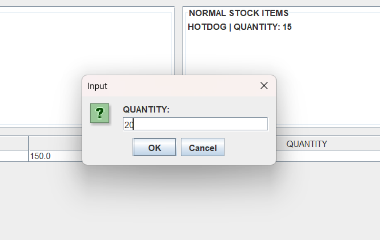 NORMAL STOCK ITEMS
HOTDOG | QUANTITY: 15
Input
?
QUANTITY:
20
OK
Cancel
QUANTITY
150.0